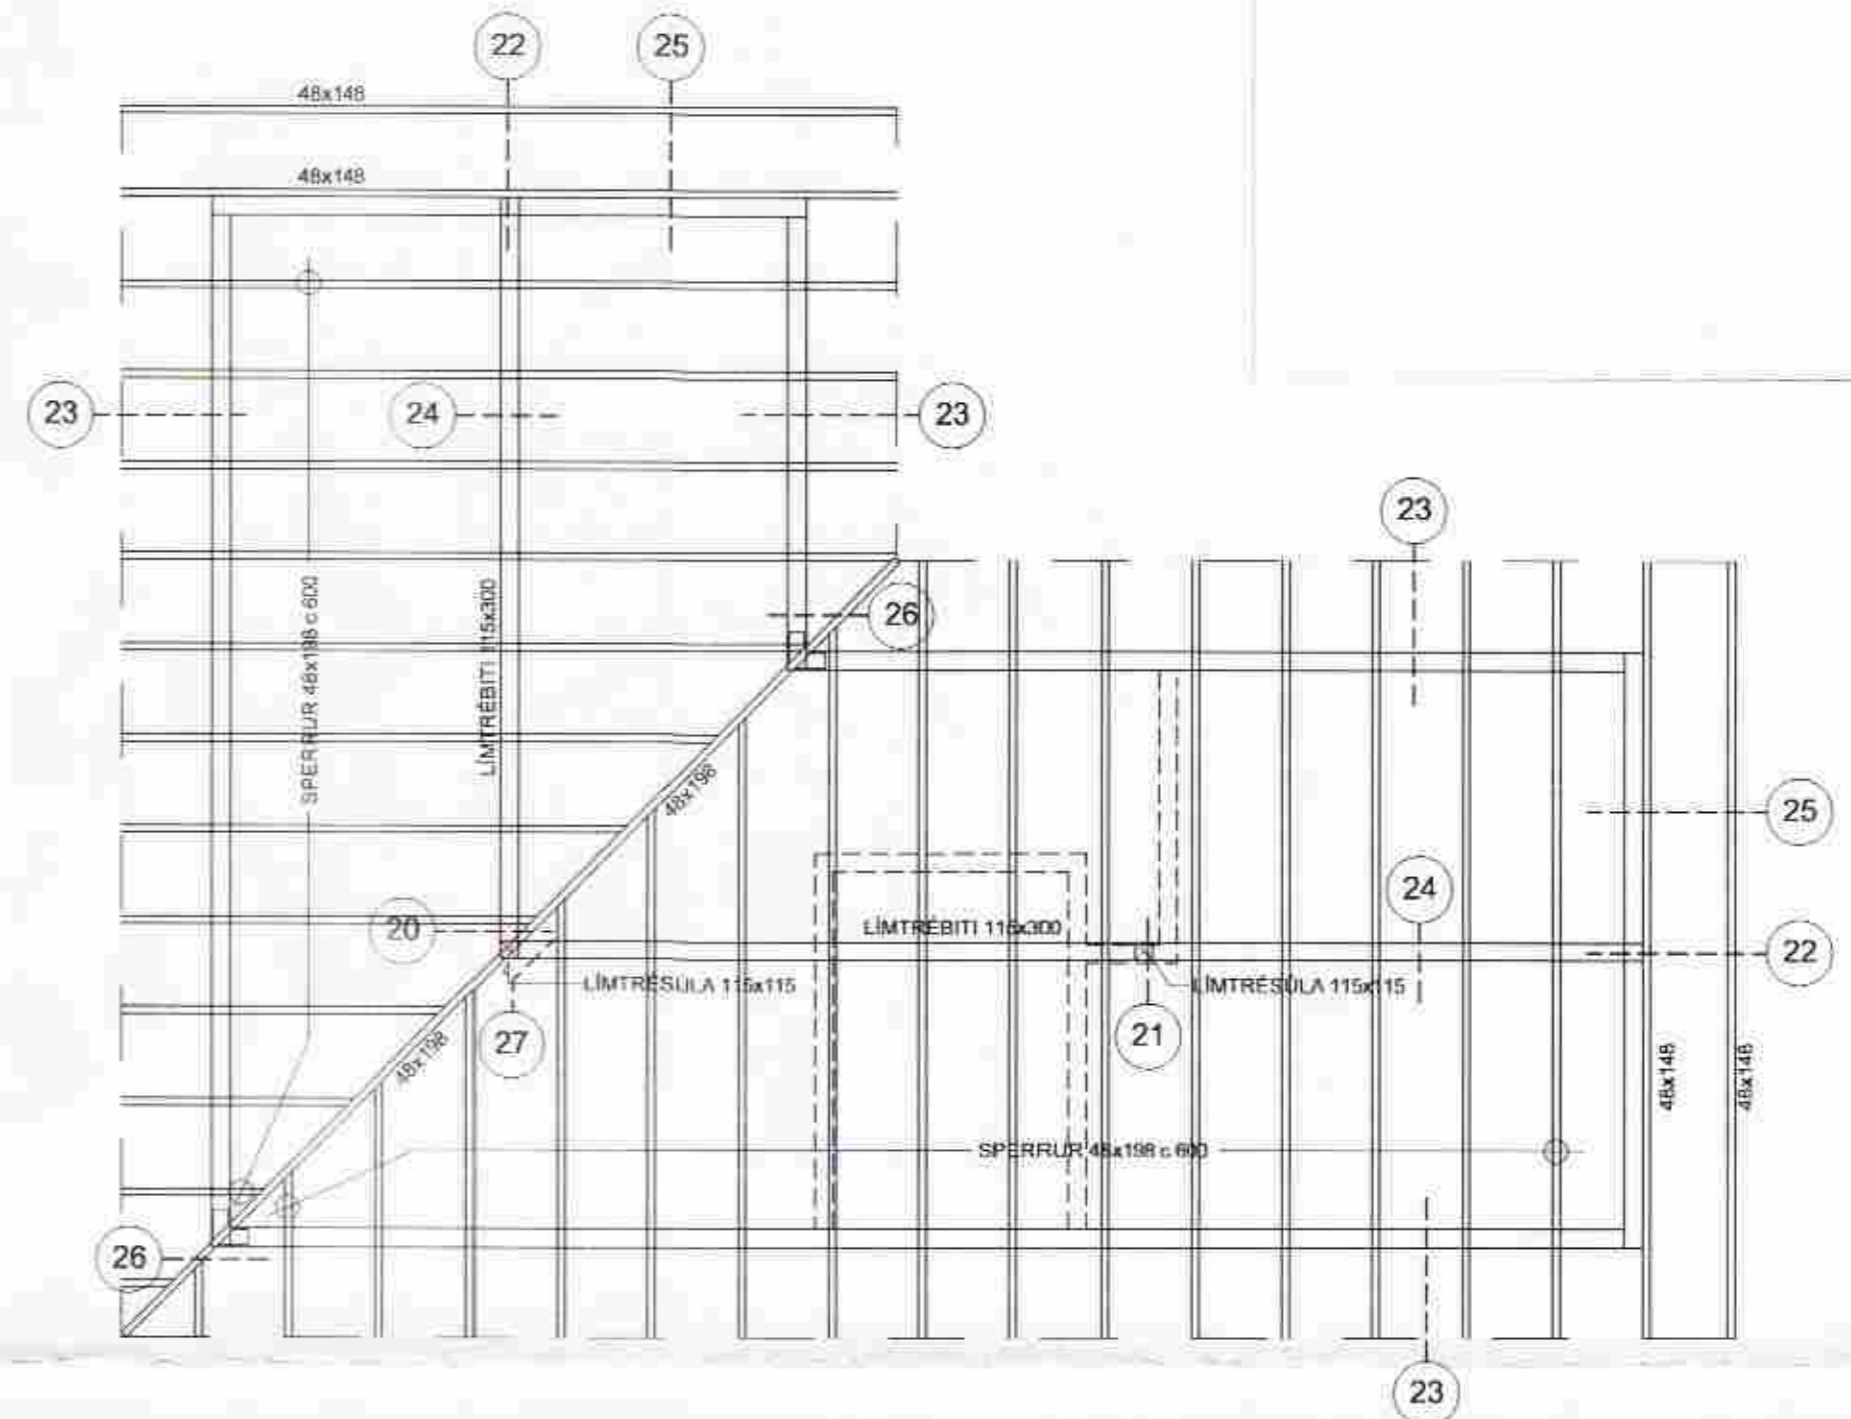 22
25
48x148
48x148
23
24
23
23
SPERRUR 48x198 c 600
LÍMTRÉBITI 115x300
26
48x198
25
24
20
LÍMTRÉBITI 115x300
22
LÍMTRÉSÚLA 115x115
LÍMTRÉSÚLA 115x115
27
21
48x198
48x148
48x148
SPERRUR 48x198 c 600
26
23